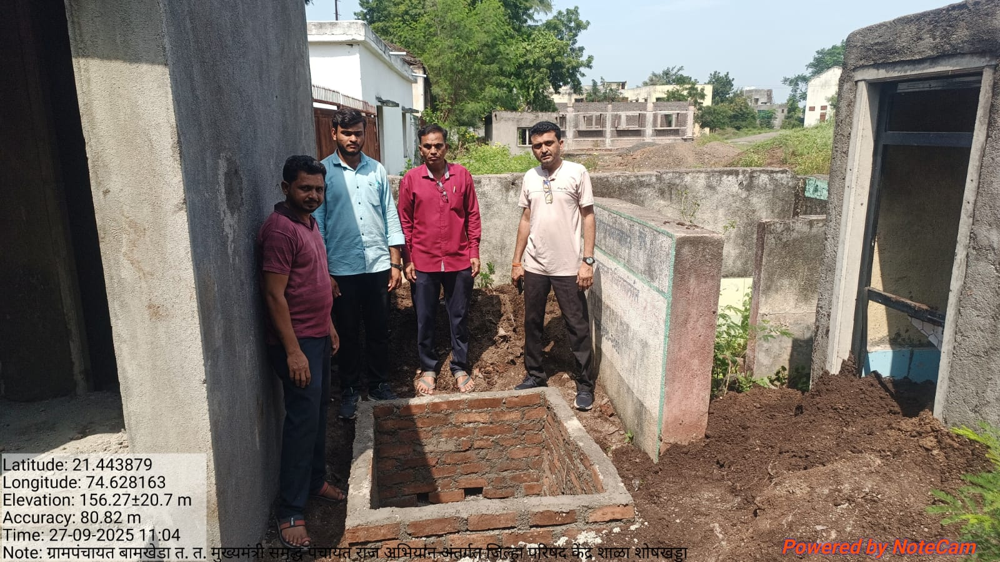 Latitude: 21.443879
Longitude: 74.628163
Elevation: 156.27±20.7 m
Accuracy: 80.82 m
Time: 27-09-2025 11:04
Note: ग्रामपंचायत बामखेडा त. त. मुख्यमंत्री समृद्ध पंचायत राज अभियान अंतर्गत जिल्हा परिषद केंद्र शाळा शोषखड्डा
Powered by NoteCam